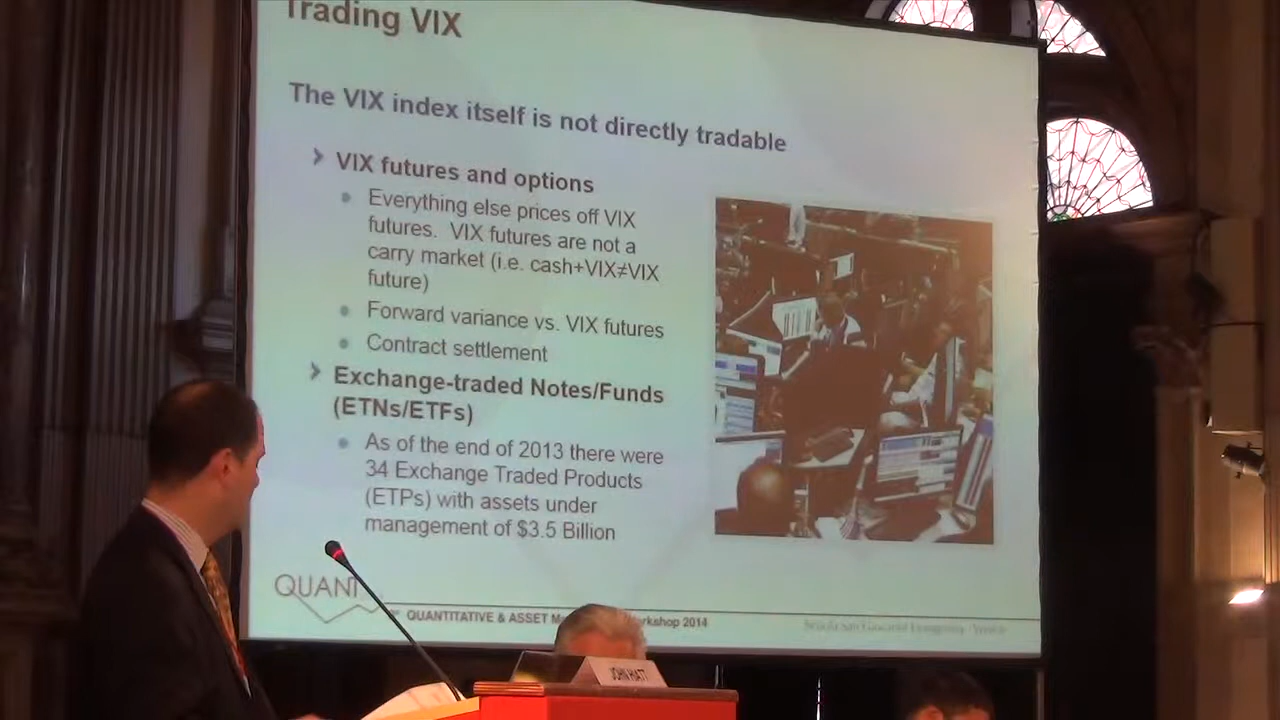 Trading VIX
The VIX index itself is not directly tradable
VIX futures and options
Everything else prices off VIX
futures. VIX futures are not a
carry market (i.e. cash+VIX≠VIX
future)
Forward variance vs. VIX futures
Contract settlement
Exchange-traded Notes/Funds
(ETNs/ETFs)
As of the end of 2013 there were
34 Exchange Traded Products
(ETPs) with assets under
management of $3.5 Billion
QUANT
QUANTITATIVE & ASSET 2014
JOHN HIATT